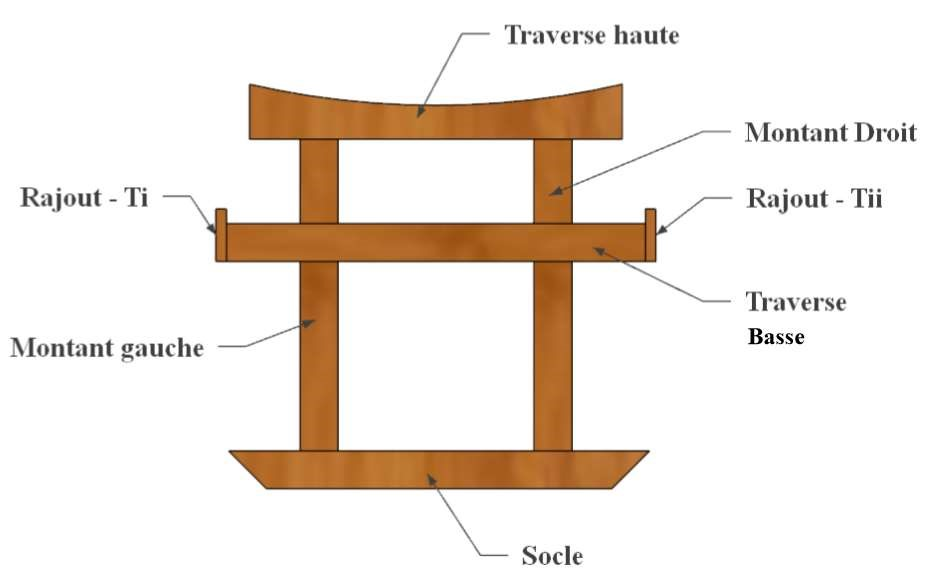 Traverse haute
Montant Droit
Rajout - Ti
Rajout - Tii
Traverse
Basse
Montant gauche
Socle